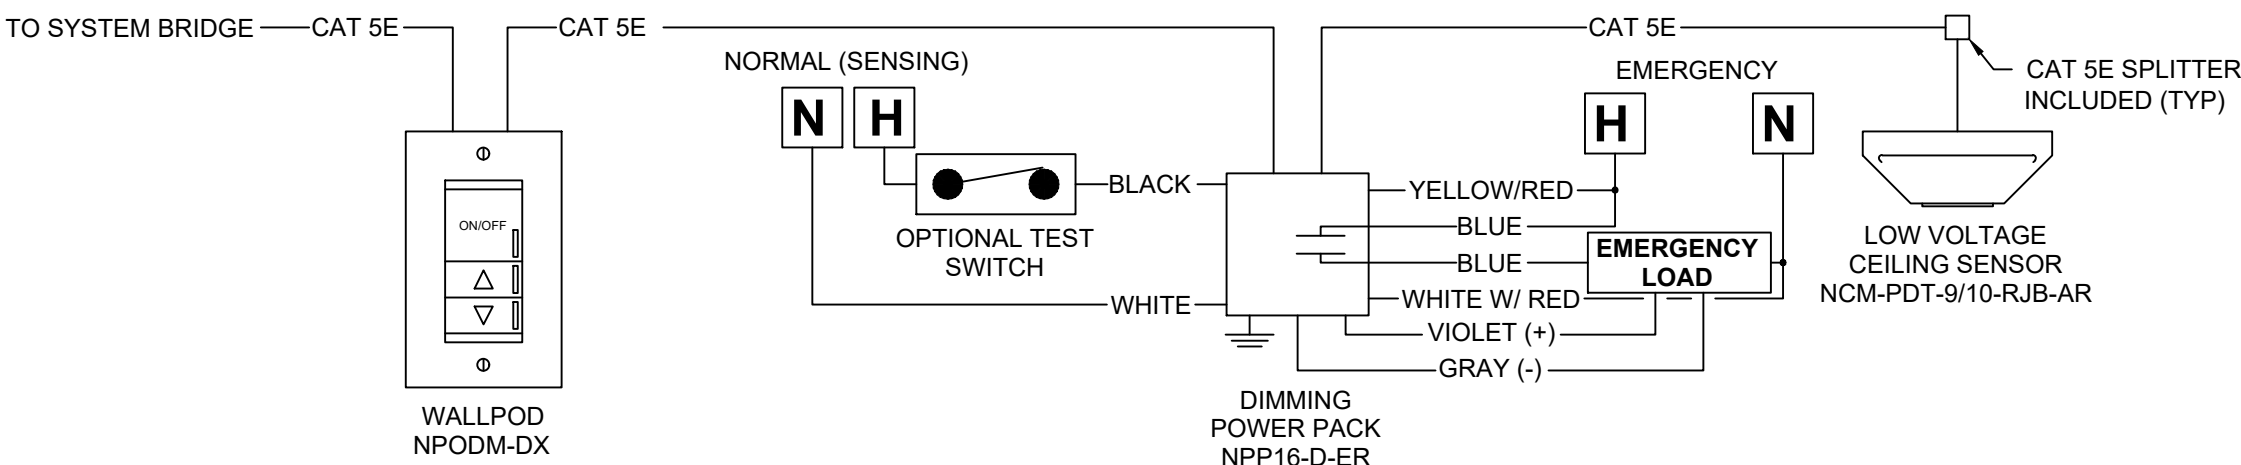 TO SYSTEM BRIDGE
CAT 5E
CAT 5E
CAT 5E
NORMAL (SENSING)
EMERGENCY
CAT 5E SPLITTER
INCLUDED (TYP)
N
H
H
N
ON/OFF
BLACK
YELLOW/RED
BLUE
OPTIONAL TEST
SWITCH
BLUE
EMERGENCY
LOAD
LOW VOLTAGE
CEILING SENSOR
NCM-PDT-9/10-RJB-AR
WHITE
WHITE W/ RED
VIOLET (+)
GRAY (-)
WALLPOD
NPODM-DX
DIMMING
POWER PACK
NPP16-D-ER